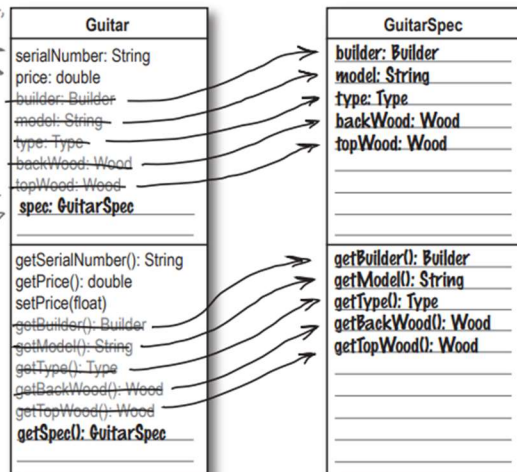 Guitar
serialNumber: String
price: double
builder: Builder
model: String
type: Type
backWood: Wood
topWood: Wood
spec: GuitarSpec
getSerialNumber(): String
getPrice(): double
setPrice(float)
getBuilder(): Builder
getModel(): String
getType(): Type
getBackWood(): Wood
getTopWood(): Wood
getSpec(): GuitarSpec
GuitarSpec
builder: Builder
model: String
type: Type
backWood: Wood
topWood: Wood
getBuilder(): Builder
getModel(): String
getType(): Type
getBackWood(): Wood
getTopWood(): Wood